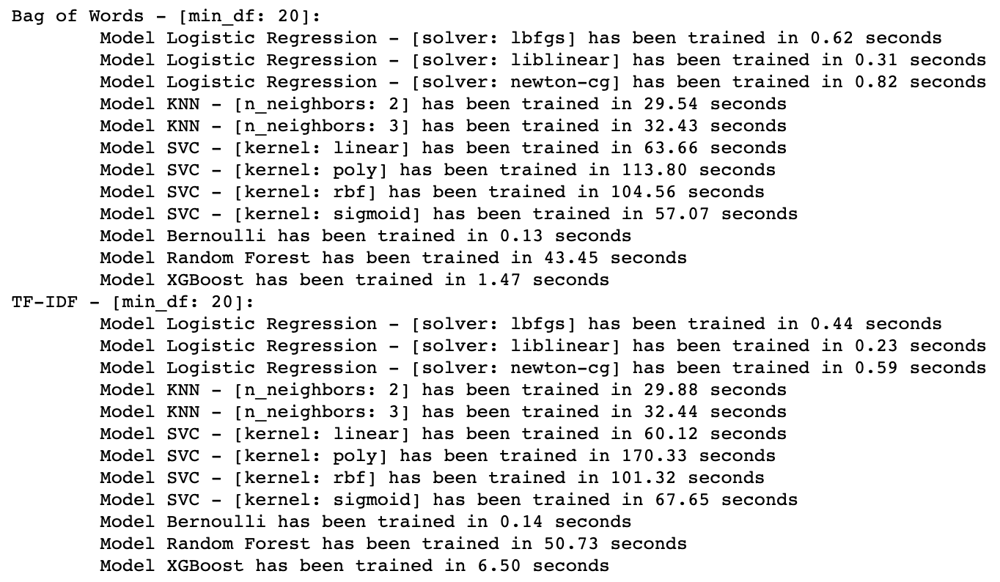 Bag of Words - [min_df: 20]:
Model Logistic Regression - [solver: lbfgs] has been trained in 0.62 seconds
Model Logistic Regression - [solver: liblinear] has been trained in 0.31 seconds
Model Logistic Regression - [solver: newton-cg] has been trained in 0.82 seconds
Model KNN - [n_neighbors: 2] has been trained in 29.54 seconds
Model KNN - [n_neighbors: 3] has been trained in 32.43 seconds
Model SVC - [kernel: linear] has been trained in 63.66 seconds
Model SVC - [kernel: poly] has been trained in 113.80 seconds
Model SVC - [kernel: rbf] has been trained in 104.56 seconds
Model SVC - [kernel: sigmoid] has been trained in 57.07 seconds
Model Bernoulli has been trained in 0.13 seconds
Model Random Forest has been trained in 43.45 seconds
Model XGBoost has been trained in 1.47 seconds
TF-IDF - [min_df: 20]:
Model Logistic Regression - [solver: lbfgs] has been trained in 0.44 seconds
Model Logistic Regression - [solver: liblinear] has been trained in 0.23 seconds
Model Logistic Regression - [solver: newton-cg] has been trained in 0.59 seconds
Model KNN - [n_neighbors: 2] has been trained in 29.88 seconds
Model KNN - [n_neighbors: 3] has been trained in 32.44 seconds
Model SVC - [kernel: linear] has been trained in 60.12 seconds
Model SVC - [kernel: poly] has been trained in 170.33 seconds
Model SVC - [kernel: rbf] has been trained in 101.32 seconds
Model SVC - [kernel: sigmoid] has been trained in 67.65 seconds
Model Bernoulli has been trained in 0.14 seconds
Model Random Forest has been trained in 50.73 seconds
Model XGBoost has been trained in 6.50 seconds